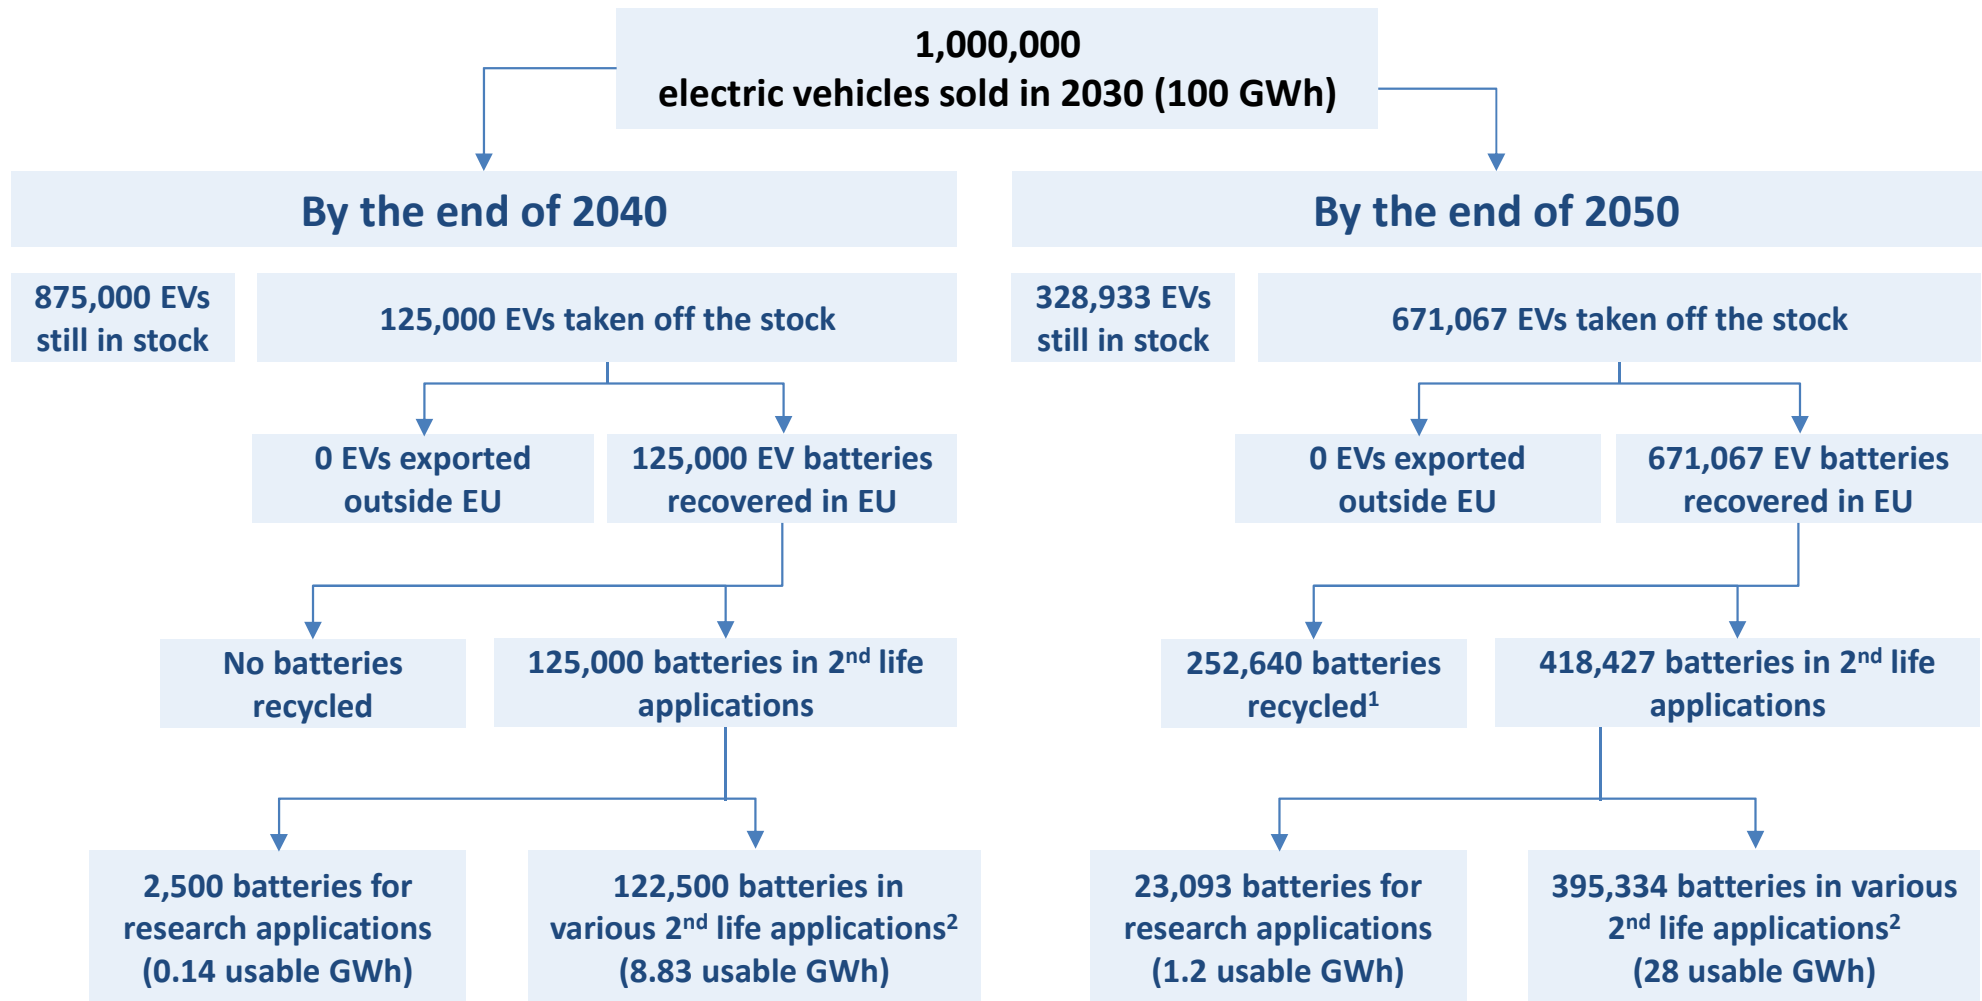 1,000,000
electric vehicles sold in 2030 (100 GWh)
By the end of 2040
875,000 EVs
still in stock
125,000 EVs taken off the stock
0 EVs exported
outside EU
125,000 EV batteries
recovered in EU
No batteries
recycled
125,000 batteries in 2nd life
applications
2,500 batteries for
research applications
(0.14 usable GWh)
122,500 batteries in
various 2nd life applications2
(8.83 usable GWh)
By the end of 2050
328,933 EVs
still in stock
671,067 EVs taken off the stock
0 EVs exported
outside EU
671,067 EV batteries
recovered in EU
252,640 batteries
recycled1
418,427 batteries in 2nd life
applications
23,093 batteries for
research applications
(1.2 usable GWh)
395,334 batteries in various
2nd life applications2
(28 usable GWh)